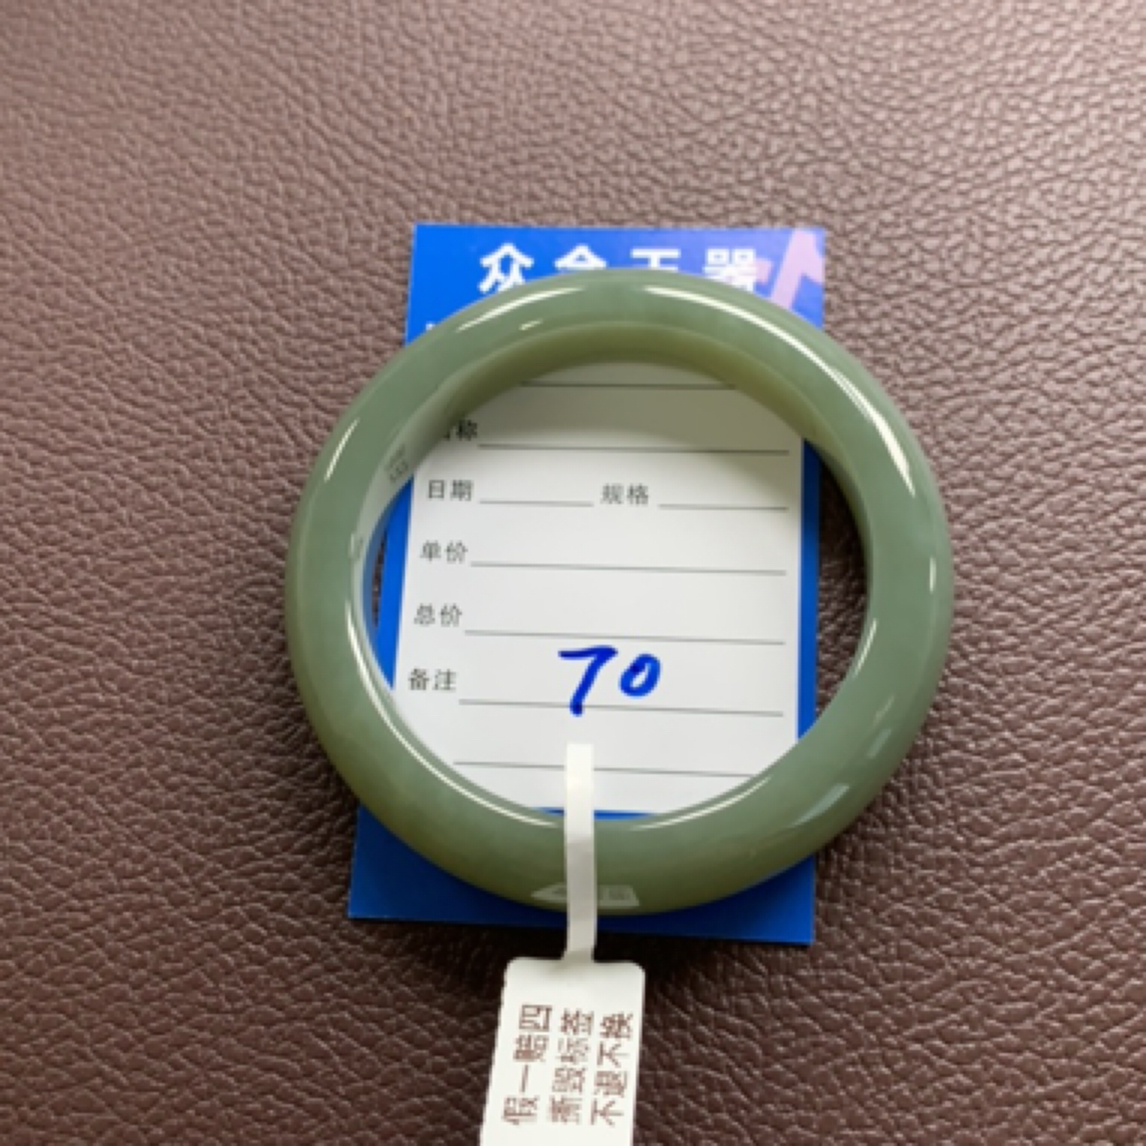 众合玉器
称
日期 规格
单价
总价
备注 70
假一赔四
撕毁标签
不退不换